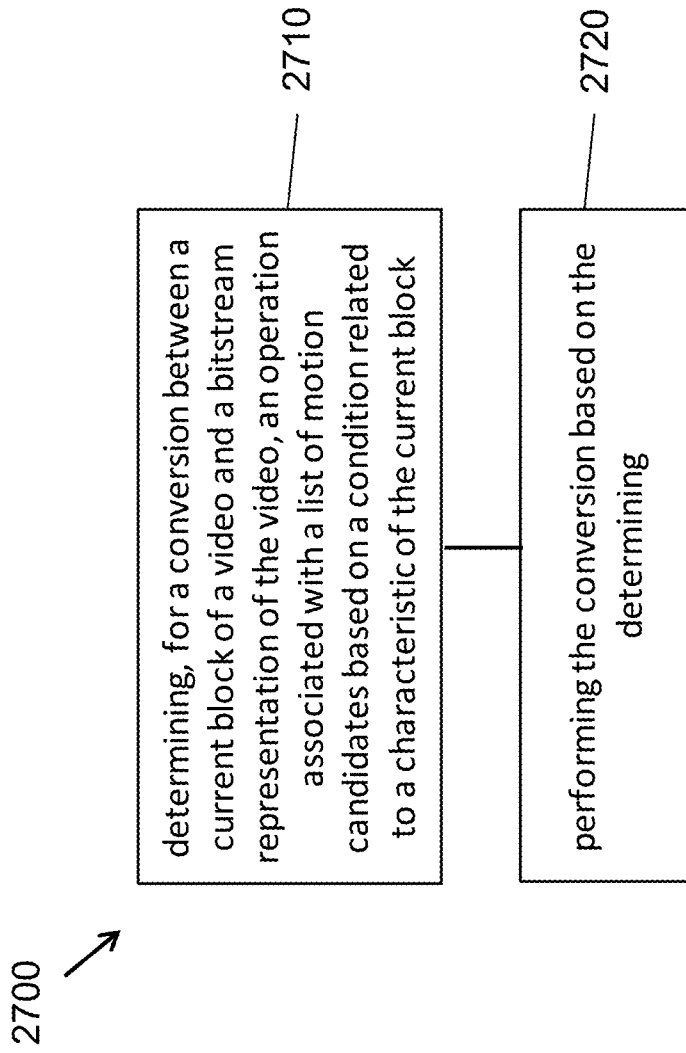 2700
determining, for a conversion between a
current block of a video and a bitstream
representation of the video, an operation
associated with a list of motion
candidates based on a condition related
to a characteristic of the current block
2710
performing the conversion based on the
determining
2720